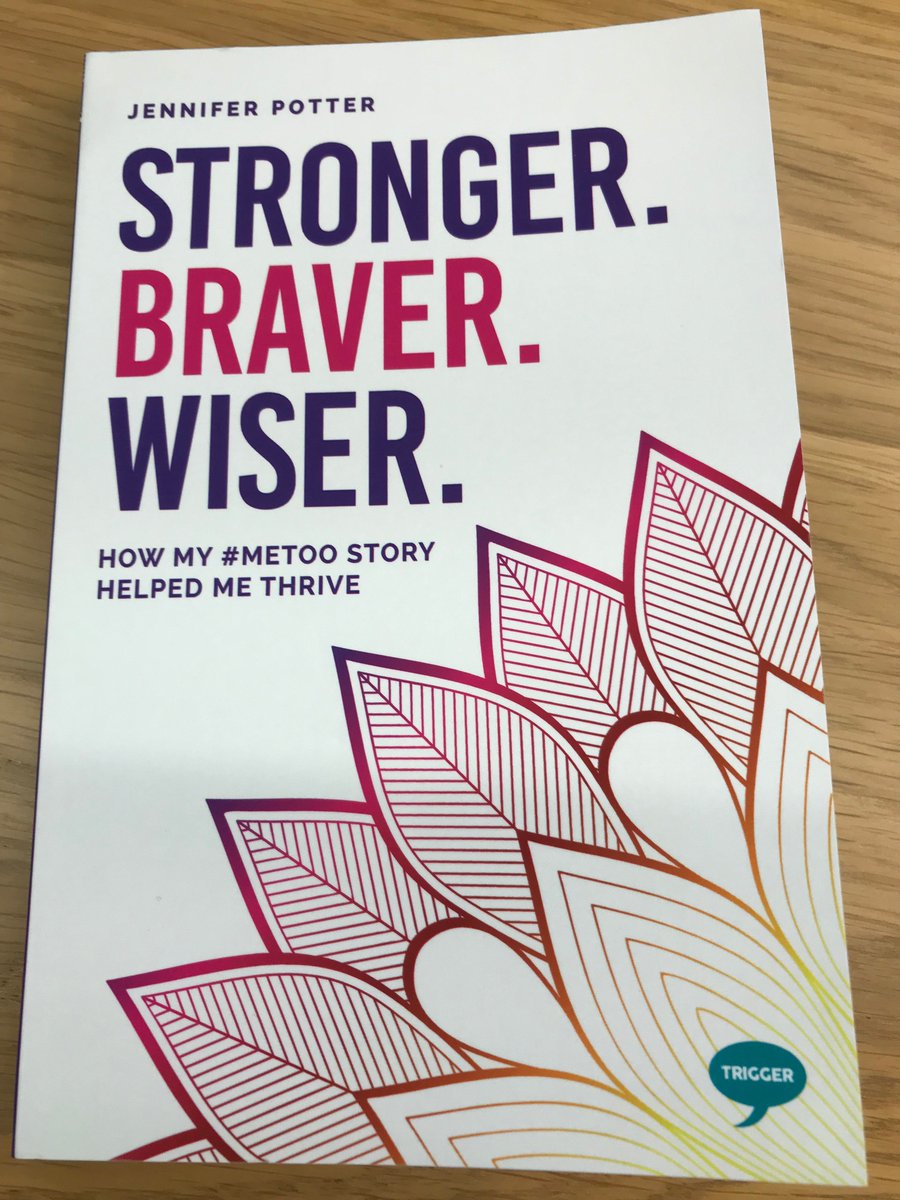 JENNIFER POTTER
STRONGER.
BRAVER.
WISER.
HOW MY #METOO STORY
HELPED ME THRIVE
TRIGGER